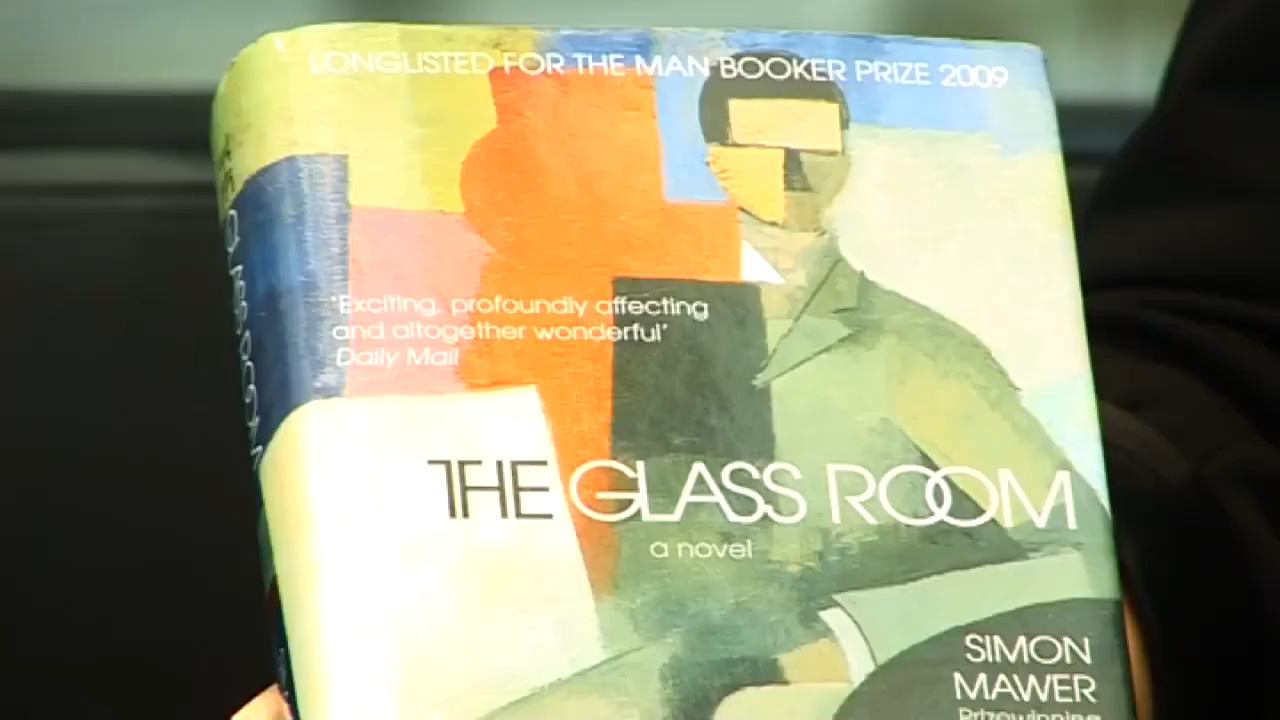 LONGLISTED FOR THE MAN BOOKER PRIZE 2009
'Exciting, profoundly affecting
and altogether wonderful'
Daily Mail
THE GLASS ROOM
a novel
SIMON
MAWER
Prizewinning